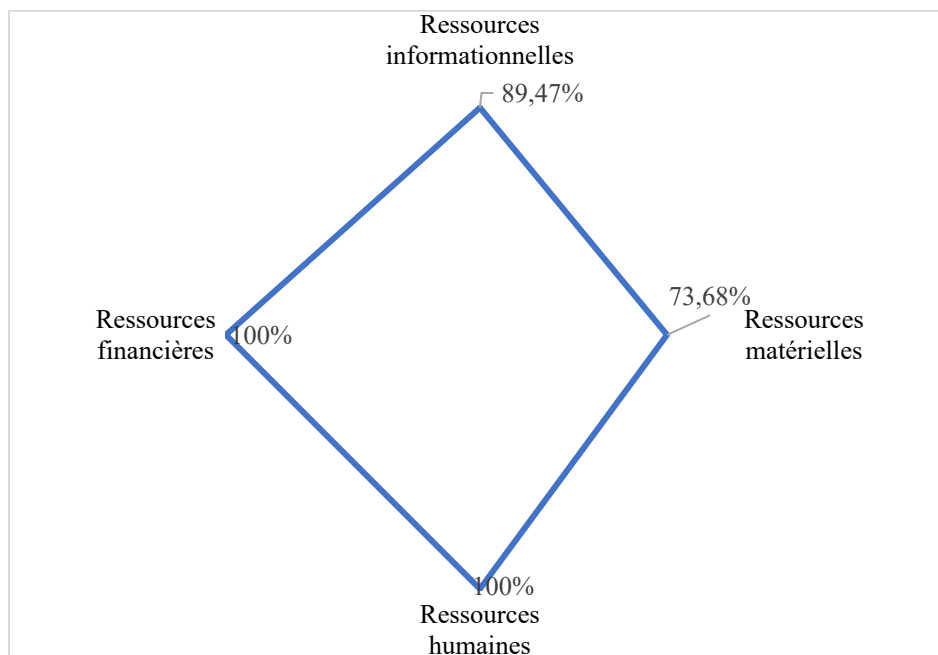 Ressources
informationnelles
89,47%
73,68%
Ressources
matérielles
Ressources
financières
100%
100%
Ressources
humaines